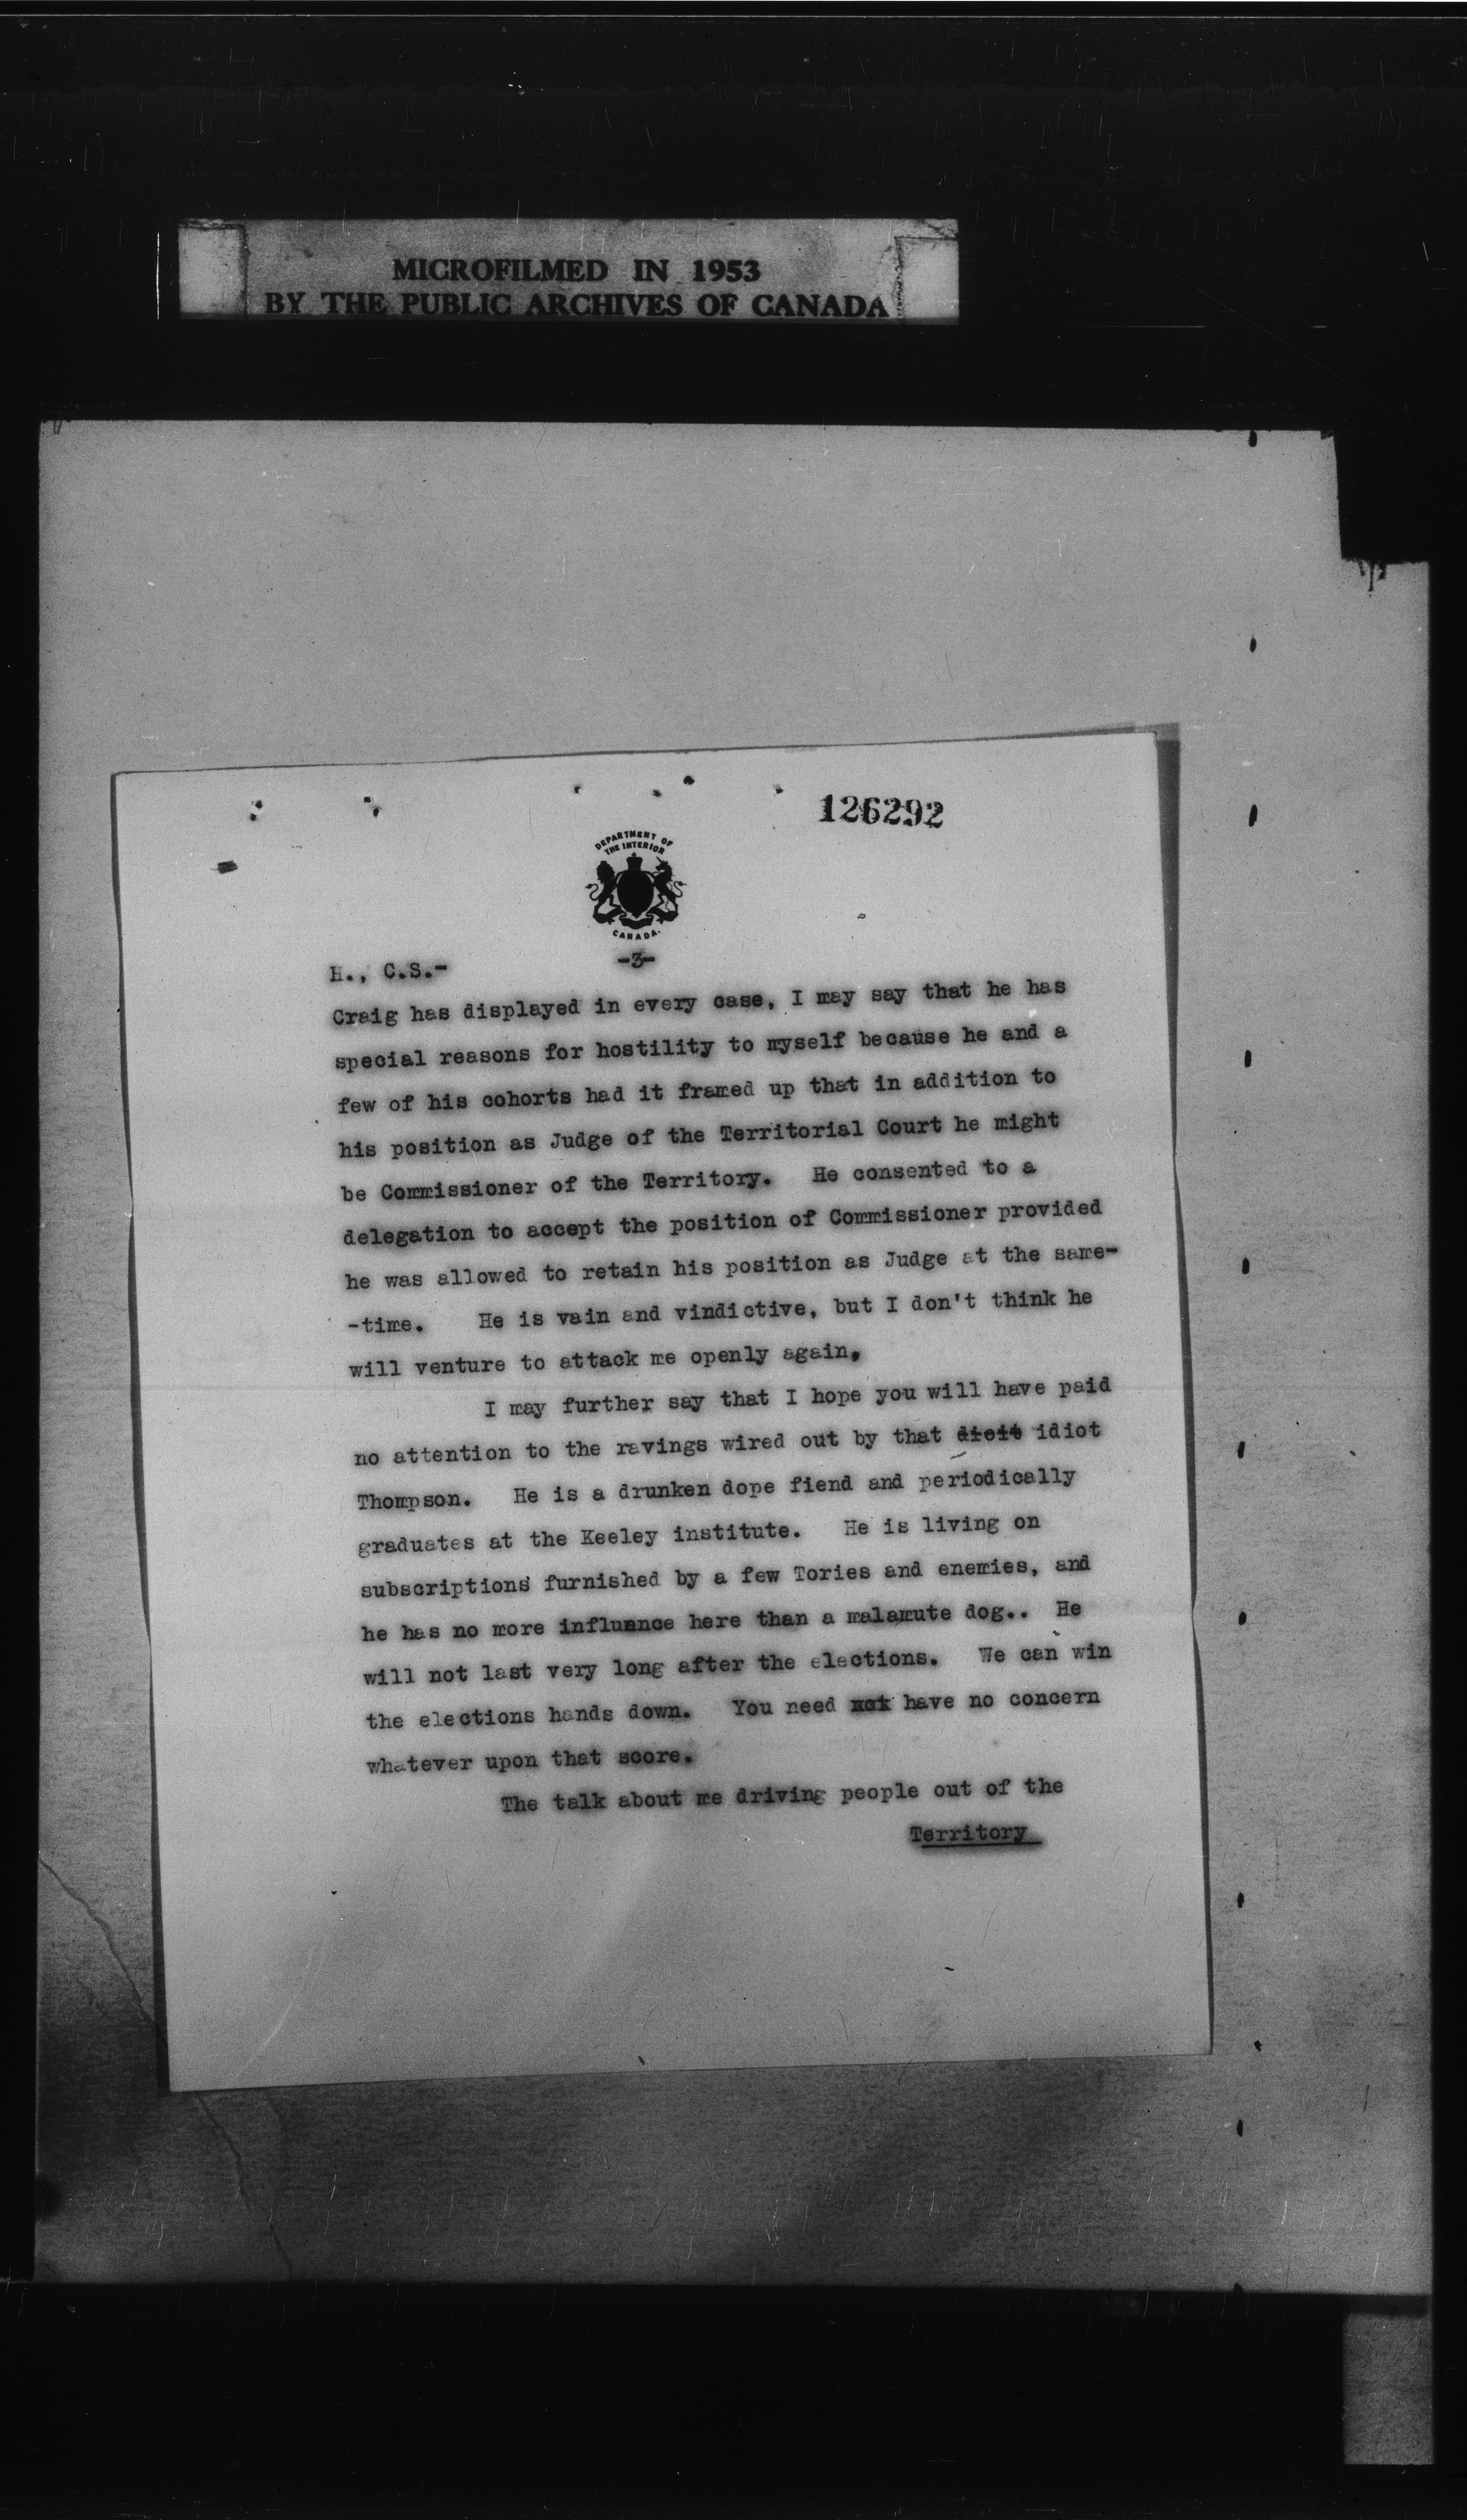 MICROFILMED IN 1953
BY THE PUBLIC ARCHIVES OF CANADA
126292
DEPARTMENT OF
THE INTERIOR
CANADA.
H., C.S.-
-3-
Craig has displayed in every case, I may say that he has
special reasons for hostility to myself because he and a
few of his cohorts had it framed up that in addition to
his position as Judge of the Territorial Court he might
be Commissioner of the Territory. He consented to a
delegation to accept the position of Commissioner provided
he was allowed to retain his position as Judge at the same-
-time. He is vain and vindictive, but I don't think he
will venture to attack me openly again.
I may further say that I hope you will have paid
no attention to the ravings wired out by that idiot
Thompson. He is a drunken dope fiend and periodically
graduates at the Keeley institute. He is living on
subscriptions furnished by a few Tories and enemies, and
he has no more influance here than a malamute dog.. He
will not last very long after the elections. We can win
the elections hands down. You need not have no concern
whatever upon that score.
The talk about me driving people out of the
Territory